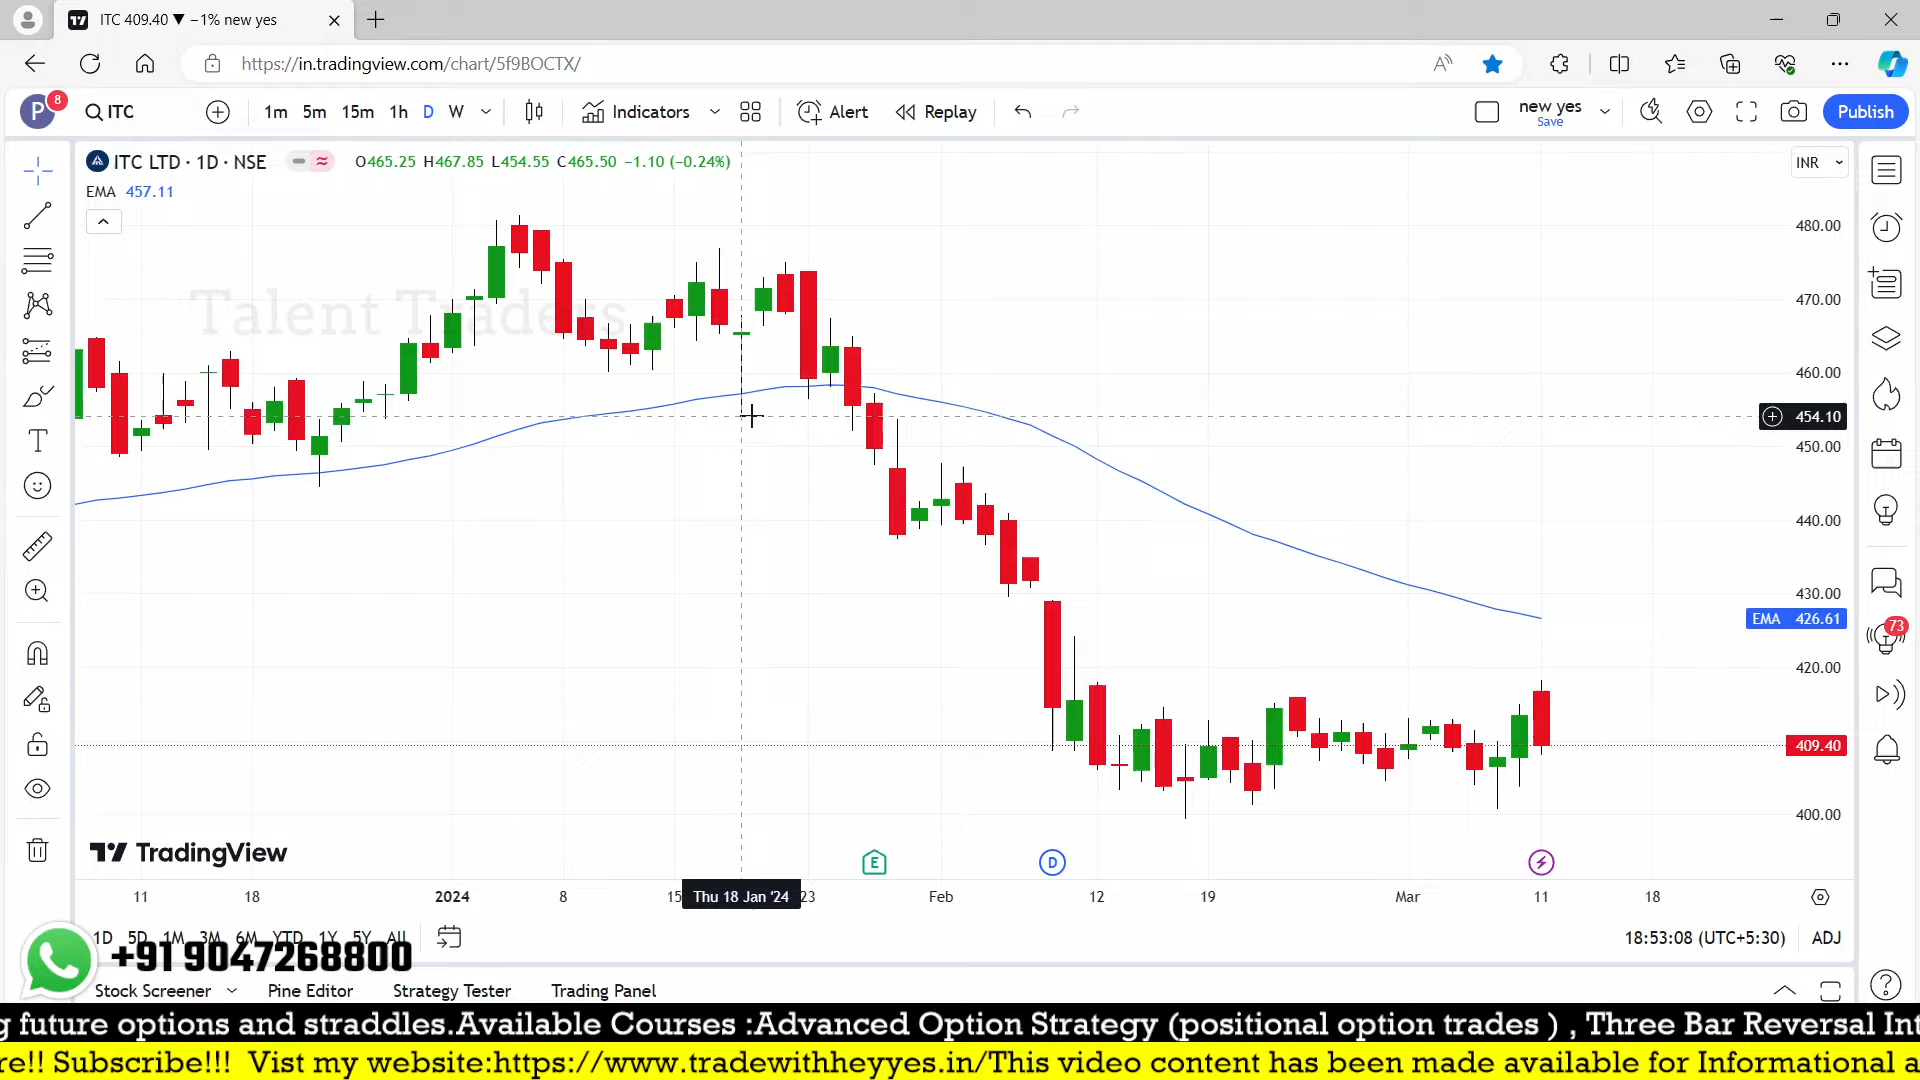 ITC 409.40 ▼ −1% new yes
https://in.tradingview.com/chart/5f9BOCTX/
P 8 ITC 1m 5m 15m 1h D W Indicators Alert Replay new yes Save Publish
ITC LTD · 1D · NSE O465.25 H467.85 L454.55 C465.50 −1.10 (−0.24%) INR
EMA 457.11
Talent Traders
480.00
470.00
460.00
454.10
450.00
440.00
430.00
EMA 426.61
73
420.00
409.40
400.00
TradingView
E D
11 18 2024 8 15 Thu 18 Jan '24 23 Feb 12 19 Mar 11 18
1D 5D 1M 3M 6M YTD 1Y 5Y All 18:53:08 (UTC+5:30) ADJ
+91 9047268800
Stock Screener Pine Editor Strategy Tester Trading Panel
g future options and straddles.Available Courses :Advanced Option Strategy (positional option trades ) , Three Bar Reversal Int
re!! Subscribe!!! Vist my website:https://www.tradewithheyyes.in/This video content has been made available for Informational a